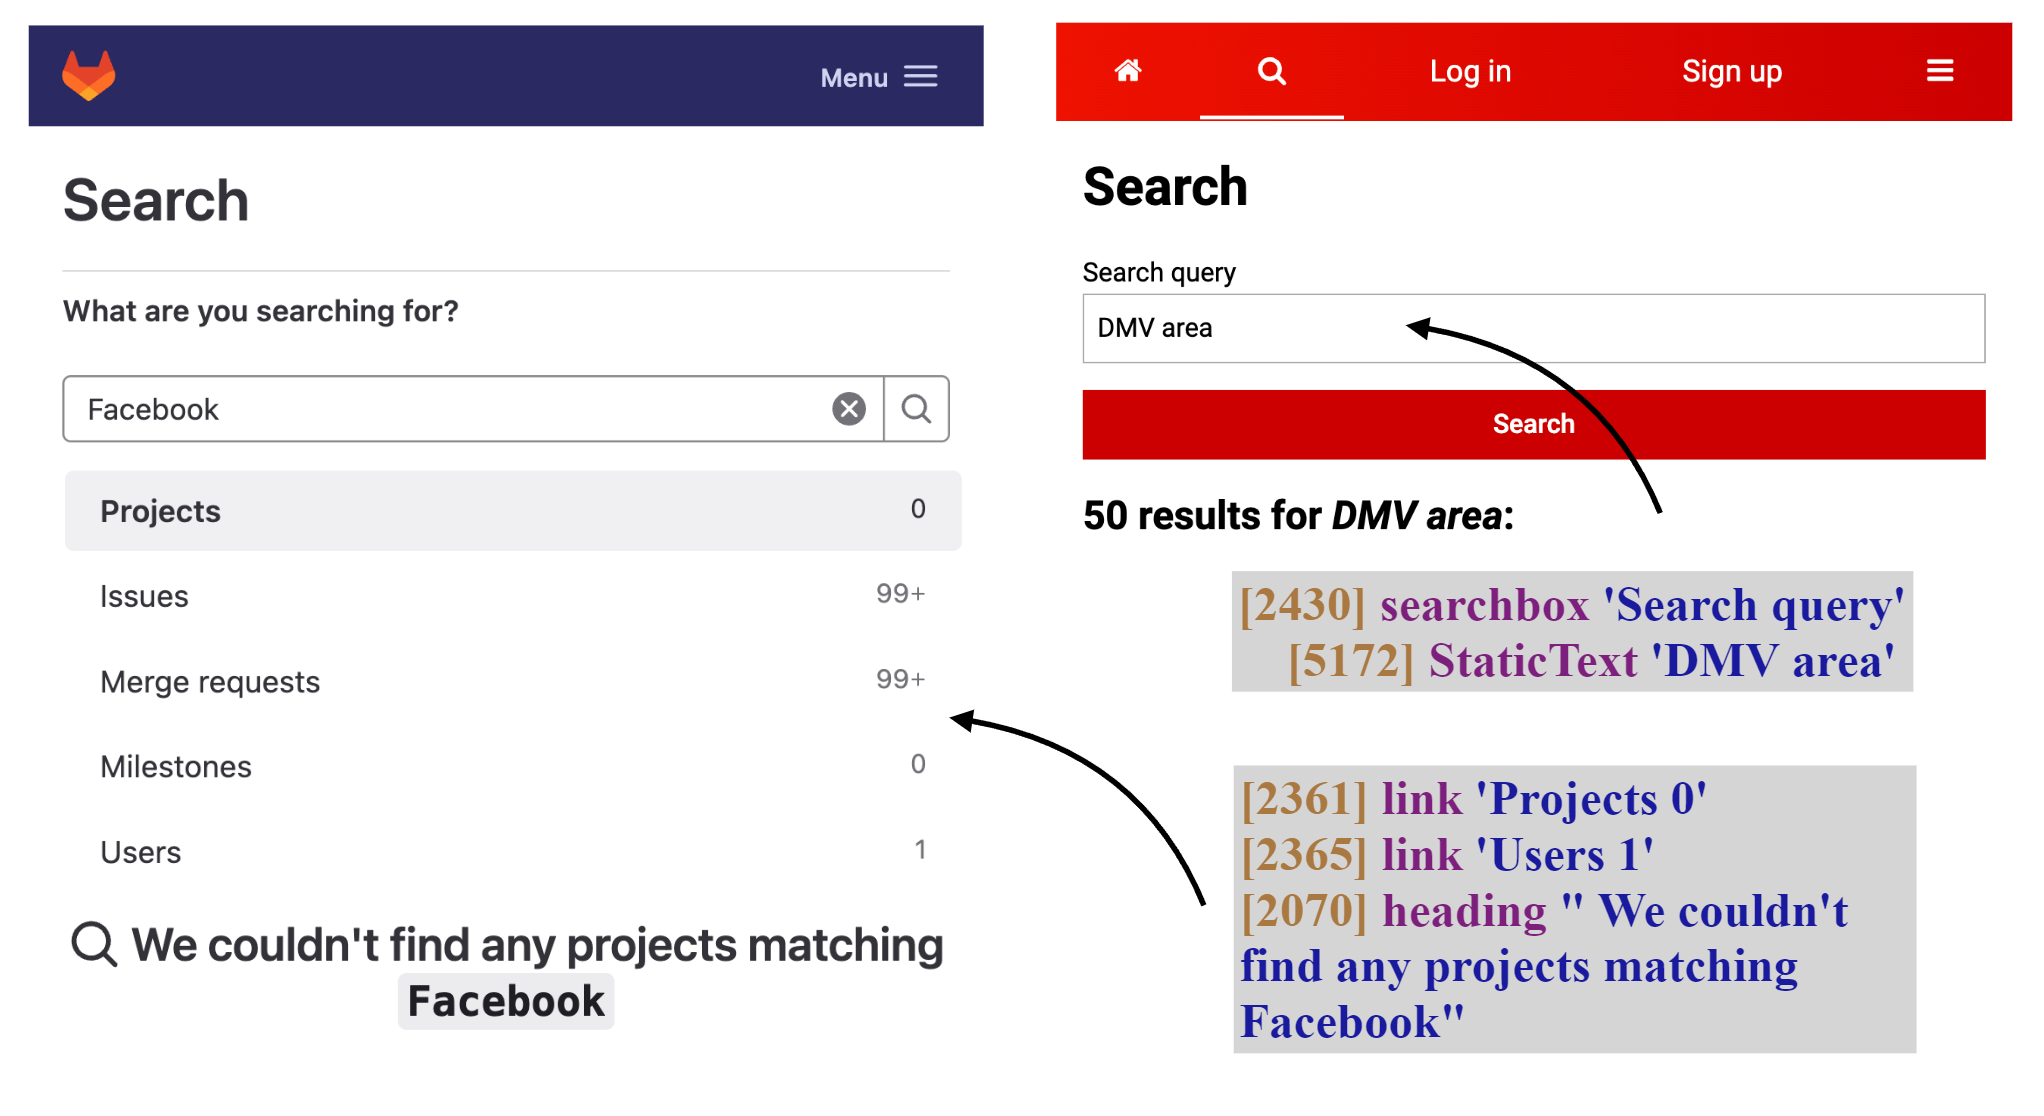 Menu
Search
What are you searching for?
Facebook
Projects 0
Issues 99+
Merge requests 99+
Milestones 0
Users 1
We couldn't find any projects matching
Facebook
Log in Sign up
Search
Search query
DMV area
Search
50 results for DMV area:
[2430] searchbox 'Search query'
[5172] StaticText 'DMV area'
[2361] link 'Projects 0'
[2365] link 'Users 1'
[2070] heading " We couldn't
find any projects matching
Facebook"